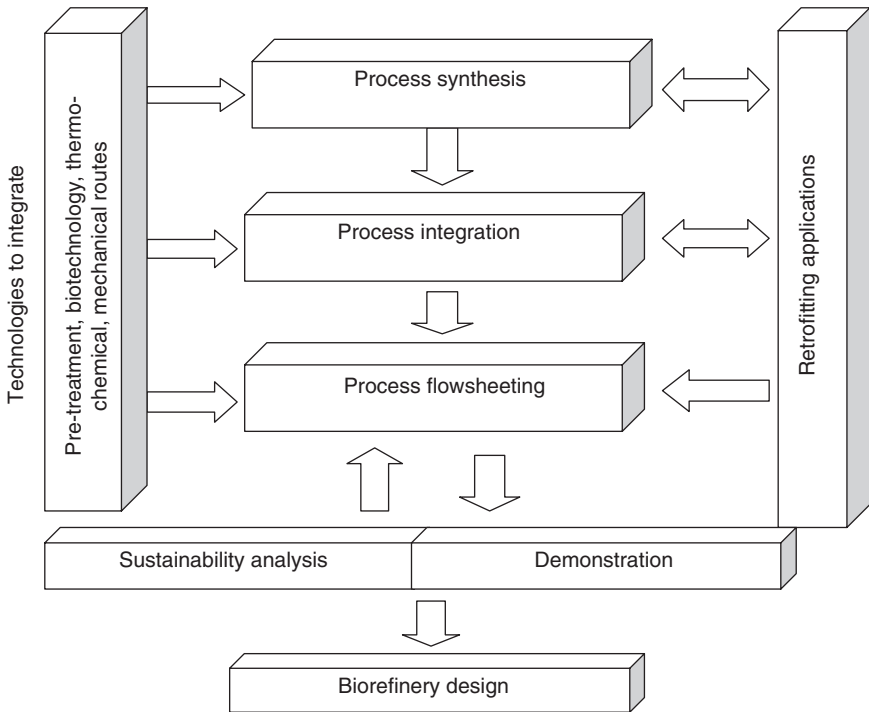 Technologies to integrate
Pre-treatment, biotechnology, thermo-
chemical, mechanical routes
Process synthesis
Process integration
Process flowsheeting
Retrofitting applications
Sustainability analysis
Demonstration
Biorefinery design